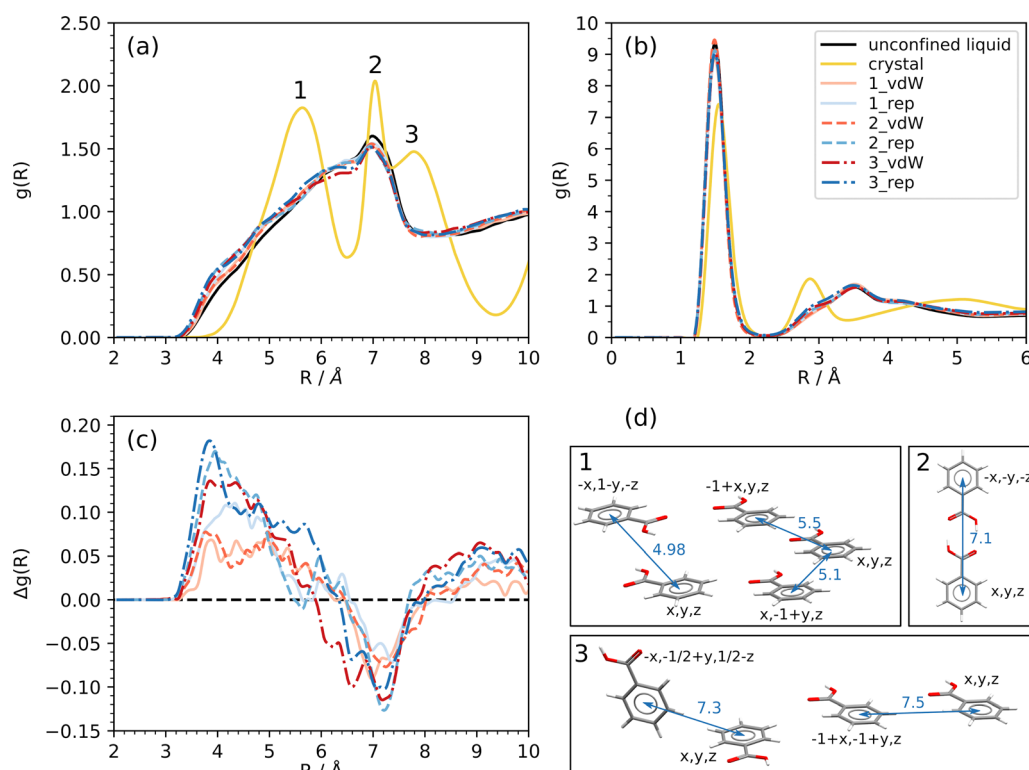 (a)
1
2
3
2.50
2.00
1.50
1.00
0.50
0.00
g(R)
2 3 4 5 6 7 8 9 10
R / Å
(b)
unconfined liquid
crystal
1_vdW
1_rep
2_vdW
2_rep
3_vdW
3_rep
10
9
8
7
6
5
4
3
2
1
0
g(R)
0 1 2 3 4 5 6
R / Å
(c)
0.20
0.15
0.10
0.05
0.00
−0.05
−0.10
−0.15
Δg(R)
2 3 4 5 6 7 8 9 10
R / Å
(d)
1
-x,1-y,-z
4.98
x,y,z
-1+x,y,z
5.5
x,y,z
5.1
x,-1+y,z
2
-x,-y,-z
7.1
x,y,z
3
-x,-1/2+y,1/2-z
7.3
x,y,z
x,y,z
7.5
-1+x,-1+y,z